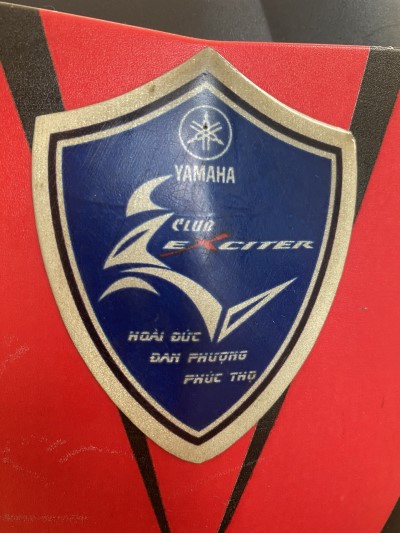 YAMAHA
CLUB
EXCITER
HOÀI ĐỨC
ĐAN PHƯỢNG
PHÚC THỌ